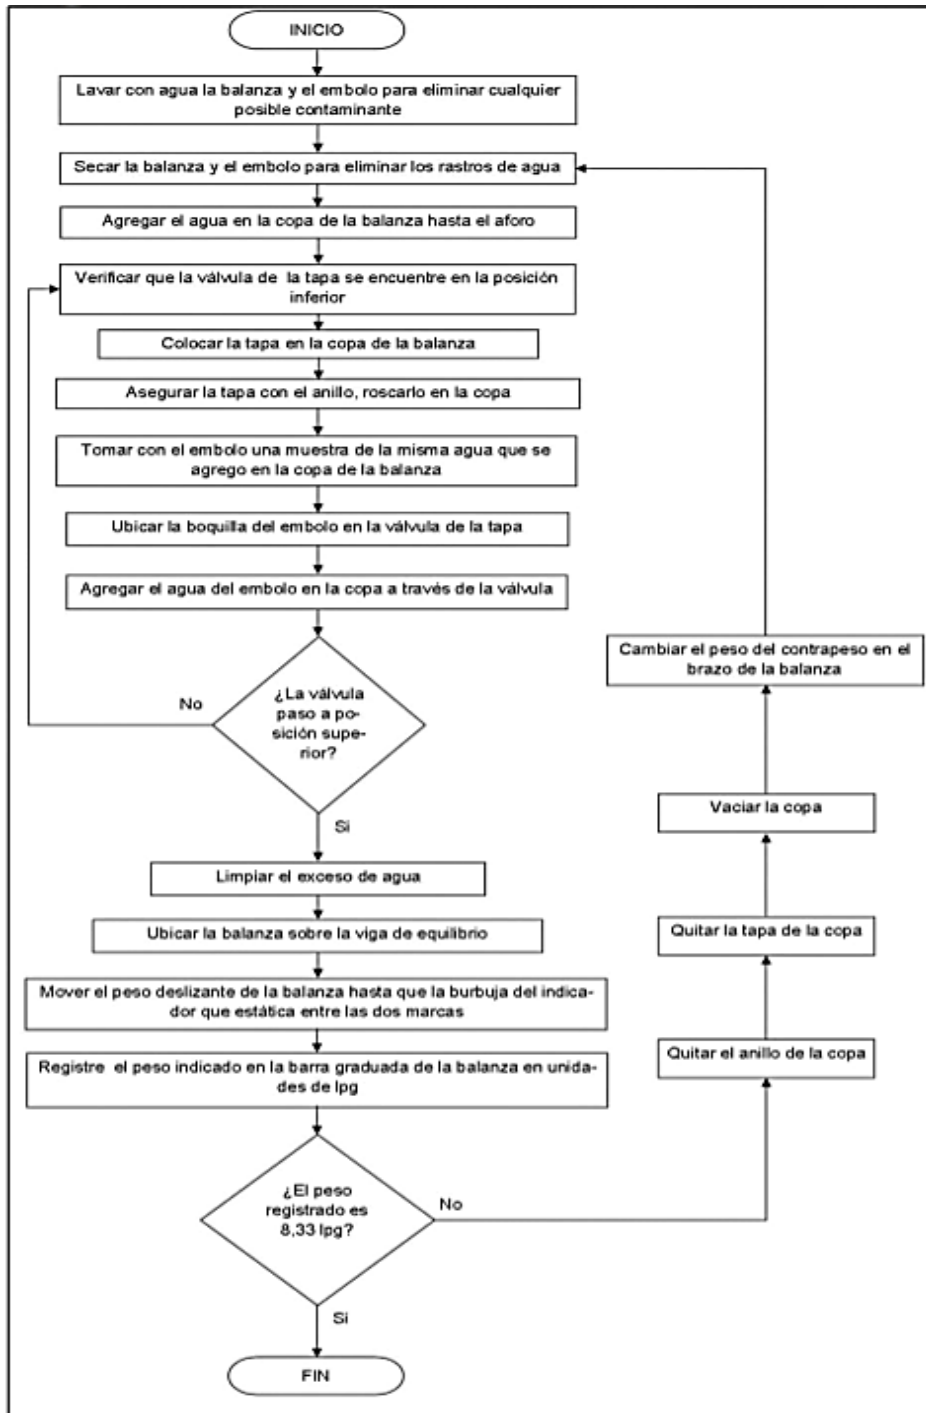 INICIO
Lavar con agua la balanza y el embolo para eliminar cualquier
posible contaminante
Secar la balanza y el embolo para eliminar los rastros de agua
Agregar el agua en la copa de la balanza hasta el aforo
Verificar que la válvula de la tapa se encuentre en la posición
inferior
Colocar la tapa en la copa de la balanza
Asegurar la tapa con el anillo, roscarlo en la copa
Tomar con el embolo una muestra de la misma agua que se
agrego en la copa de la balanza
Ubicar la boquilla del embolo en la válvula de la tapa
Agregar el agua del embolo en la copa a través de la válvula
¿La válvula
paso a po-
sición supe-
rior?
No
Si
Limpiar el exceso de agua
Ubicar la balanza sobre la viga de equilibrio
Mover el peso deslizante de la balanza hasta que la burbuja del indica-
dor que estática entre las dos marcas
Registre el peso indicado en la barra graduada de la balanza en unida-
des de lpg
¿El peso
registrado es
8,33 lpg?
No
Quitar el anillo de la copa
Quitar la tapa de la copa
Vaciar la copa
Cambiar el peso del contrapeso en el
brazo de la balanza
Si
FIN